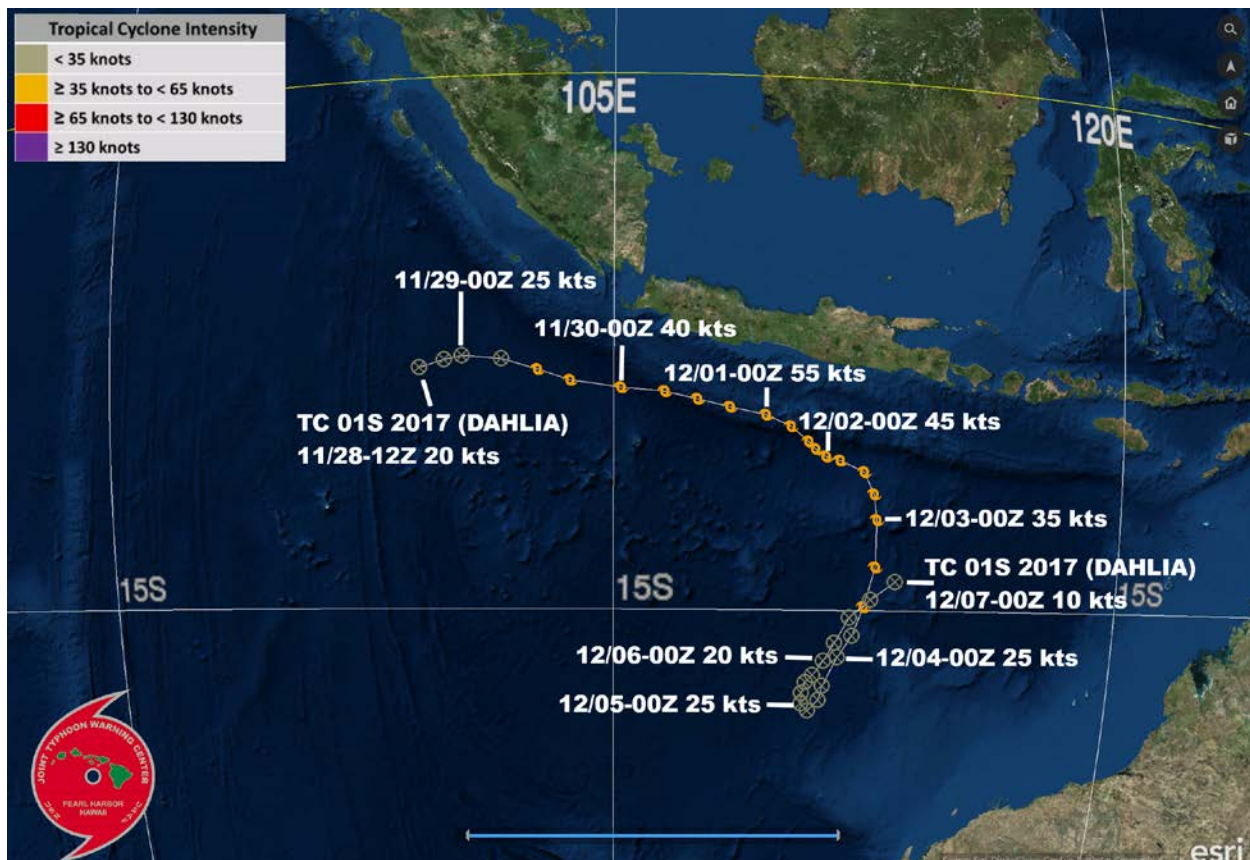 Tropical Cyclone Intensity
< 35 knots
≥ 35 knots to < 65 knots
≥ 65 knots to < 130 knots
≥ 130 knots
105E
120E
11/29-00Z 25 kts
11/30-00Z 40 kts
12/01-00Z 55 kts
TC 01S 2017 (DAHLIA)
11/28-12Z 20 kts
12/02-00Z 45 kts
12/03-00Z 35 kts
TC 01S 2017 (DAHLIA)
12/07-00Z 10 kts
15S
15S
15S
12/06-00Z 20 kts
12/04-00Z 25 kts
12/05-00Z 25 kts
JOINT TYPHOON WARNING CENTER
PEARL HARBOR
HAWAII
esri